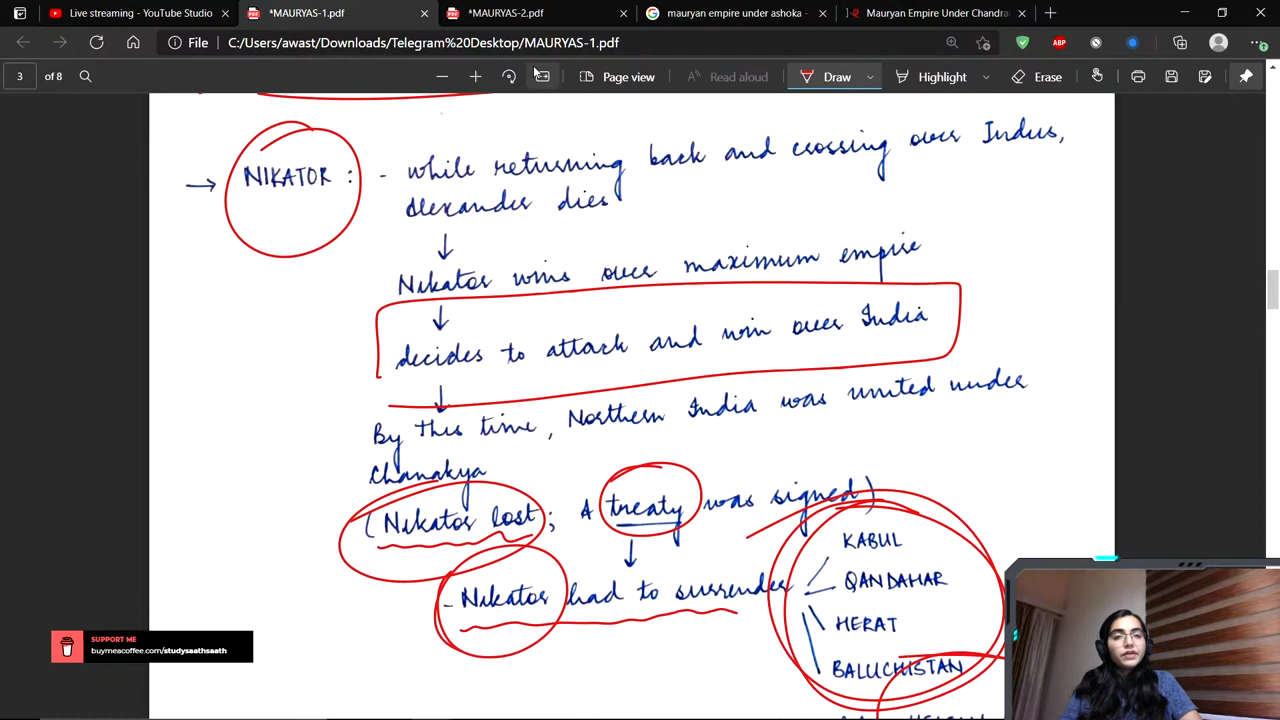 Live streaming - YouTube Studio
*MAURYAS-1.pdf
*MAURYAS-2.pdf
mauryan empire under ashoka -
Mauryan Empire Under Chandra
File
C:/Users/awast/Downloads/Telegram%20Desktop/MAURYAS-1.pdf
ABP
3 of 8
Page view
Read aloud
Draw
Highlight
Erase
→ NIKATOR : - while returning back and crossing over Indus,
Alexander dies
↓
Nikator wins over maximum empire
↓
decides to attack and win over India
↓
By this time, Northern India was united under
Chanakya
(Nikator lost; A treaty was signed)
↓
- Nikator had to surrender
KABUL
QANDAHAR
HERAT
BALUCHISTAN
SUPPORT ME
buymeacoffee.com/studysaathsaath